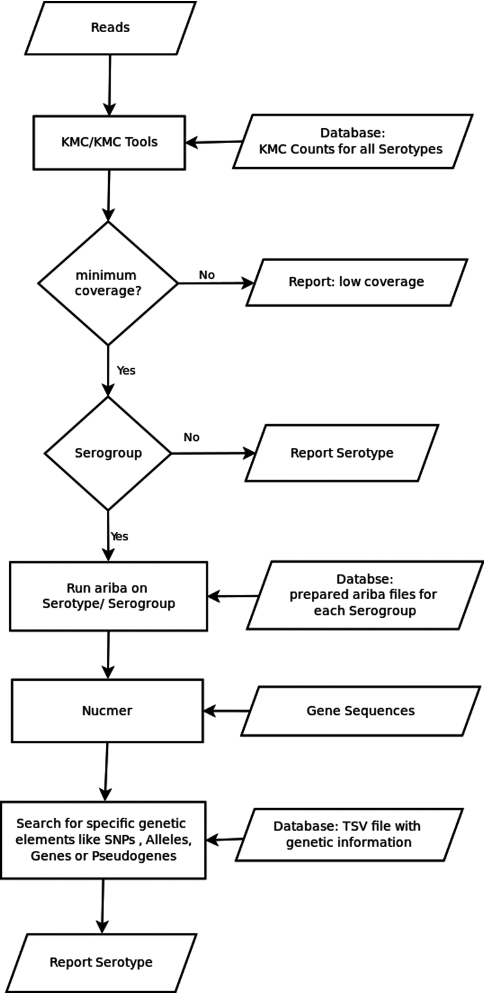 Reads
KMC/KMC Tools
Database:
KMC Counts for all Serotypes
minimum
coverage?
No
Report: low coverage
Yes
Serogroup
No
Report Serotype
Yes
Run ariba on
Serotype/ Serogroup
Databse:
prepared ariba files for
each Serogroup
Nucmer
Gene Sequences
Search for specific genetic
elements like SNPs , Alleles,
Genes or Pseudogenes
Database: TSV file with
genetic information
Report Serotype